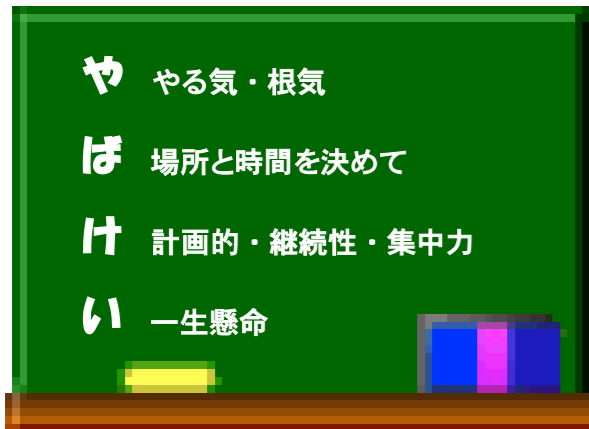 や やる気・根気
ば 場所と時間を決めて
け 計画的・継続性・集中力
い 一生懸命